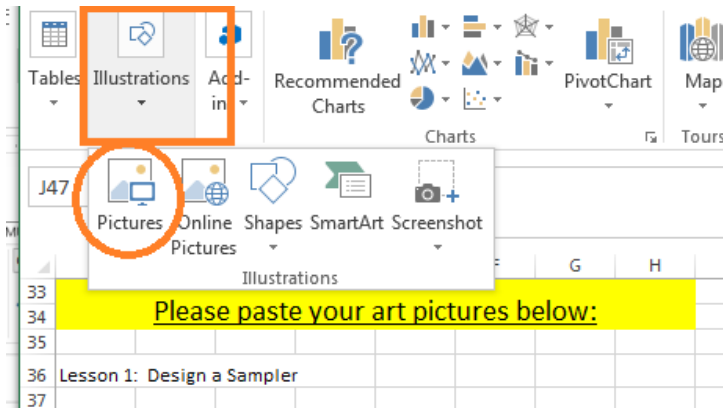 Tables
Illustrations
Add-
in
Recommended
Charts
PivotChart
Map
Charts
Tours
J47
Pictures
Online
Pictures
Shapes
SmartArt
Screenshot
Illustrations
G
H
33
Please paste your art pictures below:
34
35
36 Lesson 1: Design a Sampler
37